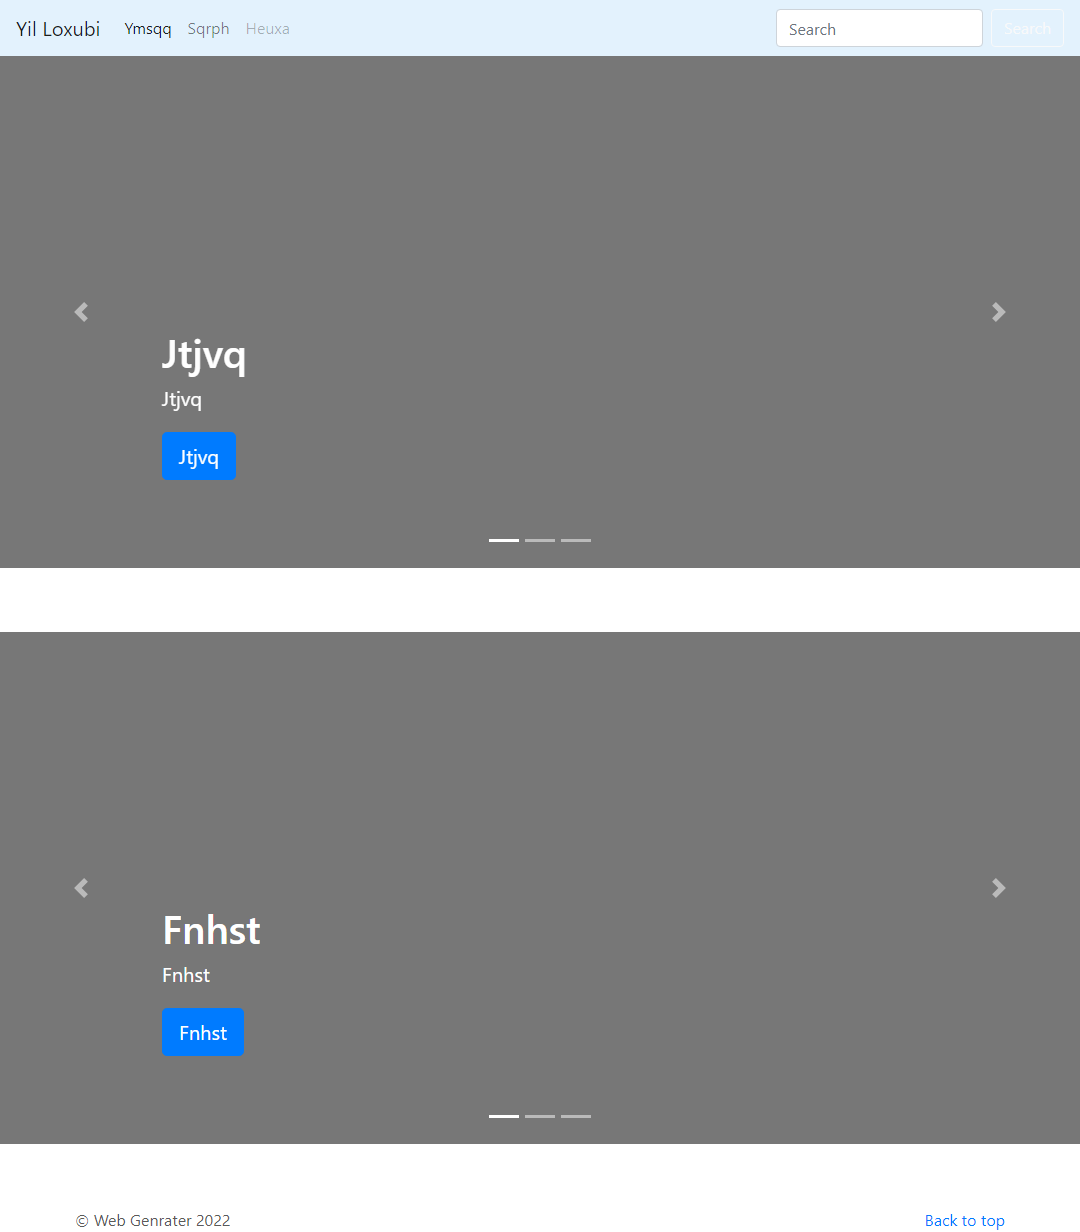 Yil Loxubi Ymsqq Sqrph Heuxa Search Search
Jtjvq
Jtjvq
Jtjvq
Fnhst
Fnhst
Fnhst
© Web Genrater 2022 Back to top